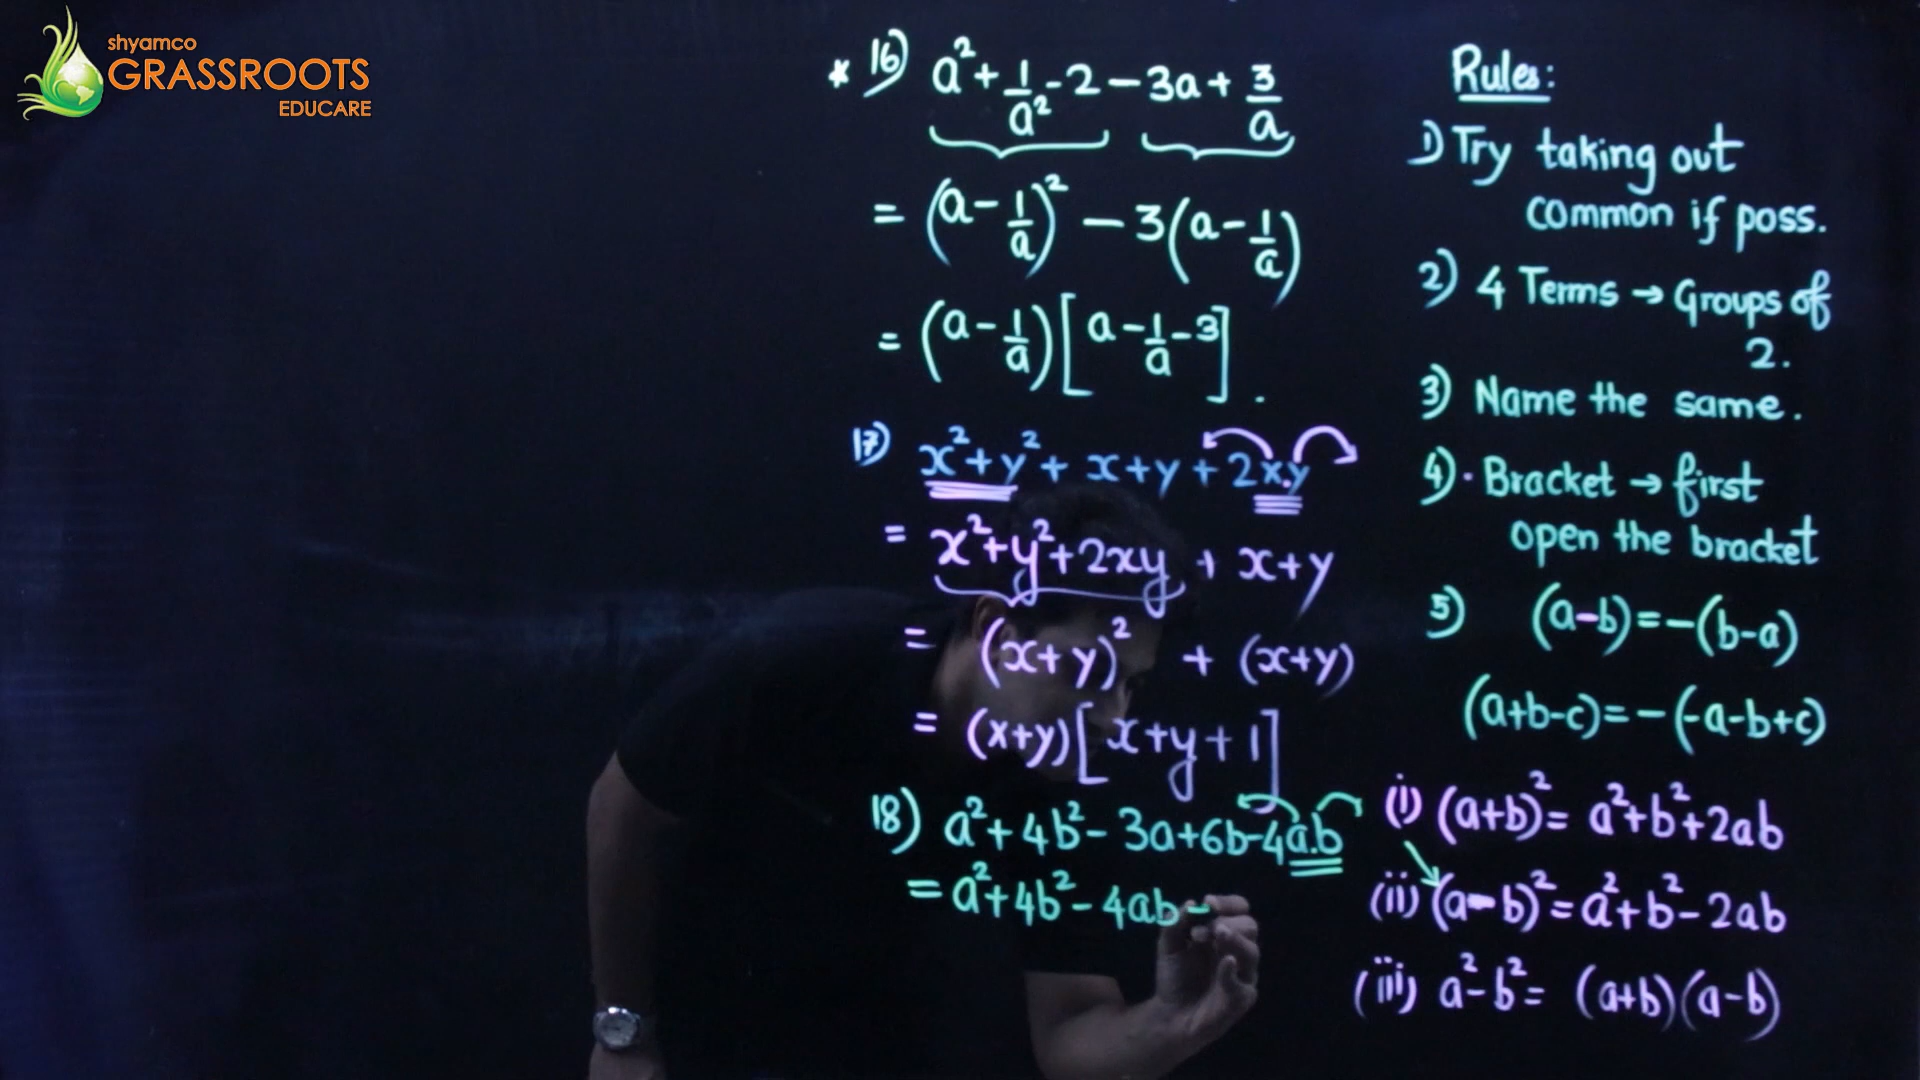 shyamco
GRASSROOTS
EDUCARE
* 16) a² + 1/a² - 2 - 3a + 3/a
= (a - 1/a)² - 3(a - 1/a)
= (a - 1/a)[a - 1/a - 3].
17) x² + y² + x + y + 2x.y
= x² + y² + 2xy + x + y
= (x + y)² + (x + y)
= (x + y)[x + y + 1]
18) a² + 4b² - 3a + 6b - 4a.b
= a² + 4b² - 4ab -
Rules:
1) Try taking out
common if poss.
2) 4 Terms → Groups of
2.
3) Name the same.
4) · Bracket → first
open the bracket
5) (a-b) = -(b-a)
(a+b-c) = -(-a-b+c)
(i) (a+b)² = a² + b² + 2ab
(ii) (a-b)² = a² + b² - 2ab
(iii) a² - b² = (a+b)(a-b)